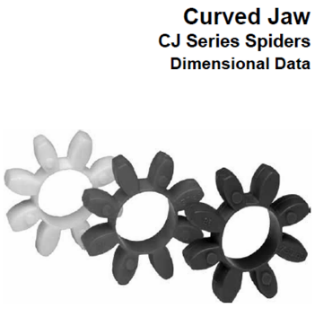 Curved Jaw
CJ Series Spiders
Dimensional Data